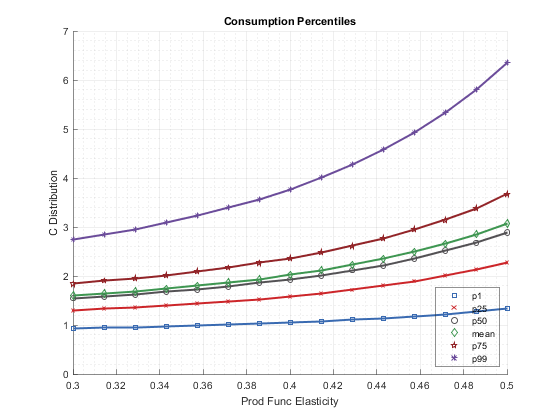 Consumption Percentiles
7
6
5
4
3
2
1
0
C Distribution
0.3 0.32 0.34 0.36 0.38 0.4 0.42 0.44 0.46 0.48 0.5
Prod Func Elasticity
p1
p25
p50
mean
p75
p99